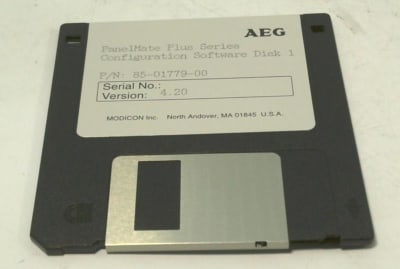 AEG
PanelMate Plus Series
Configuration Software Disk 1
P/N: 85-01779-00
Serial No.:
Version: 4.20
MODICON Inc. North Andover, MA 01845 U.S.A.